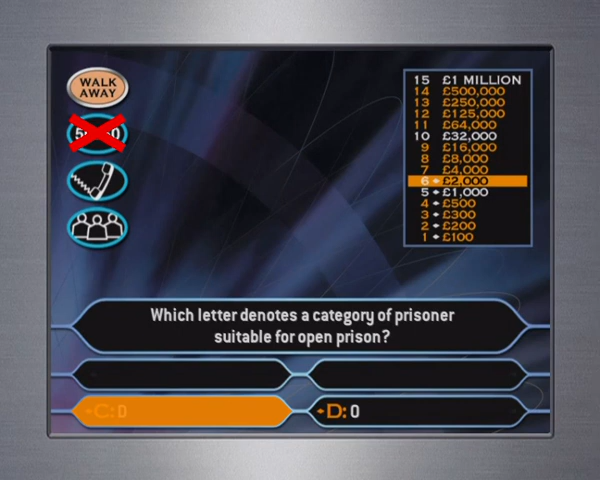 WALK
AWAY
15 £1 MILLION
14 £500,000
13 £250,000
12 £125,000
11 £64,000
10 £32,000
9 £16,000
8 £8,000
7 £4,000
6 ♦ £2,000
5 ♦ £1,000
4 ♦ £500
3 ♦ £300
2 ♦ £200
1 ♦ £100
Which letter denotes a category of prisoner
suitable for open prison?
C: D
D: O